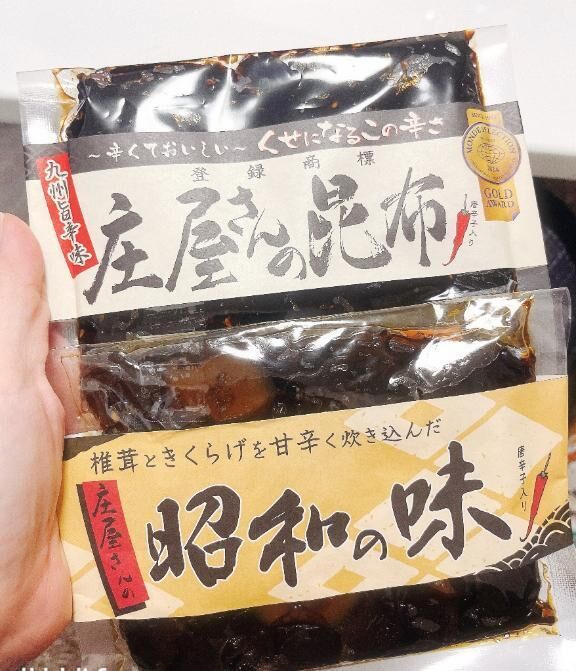 ～辛くておいしい～ くせになるこの辛さ
登録商標
九州旨辛味
庄屋さんの昆布
唐辛子入り
MONDE SELECTION
GOLD
AWARD
椎茸ときくらげを甘辛く炊き込んだ
庄屋さんの
昭和の味
唐辛子入り